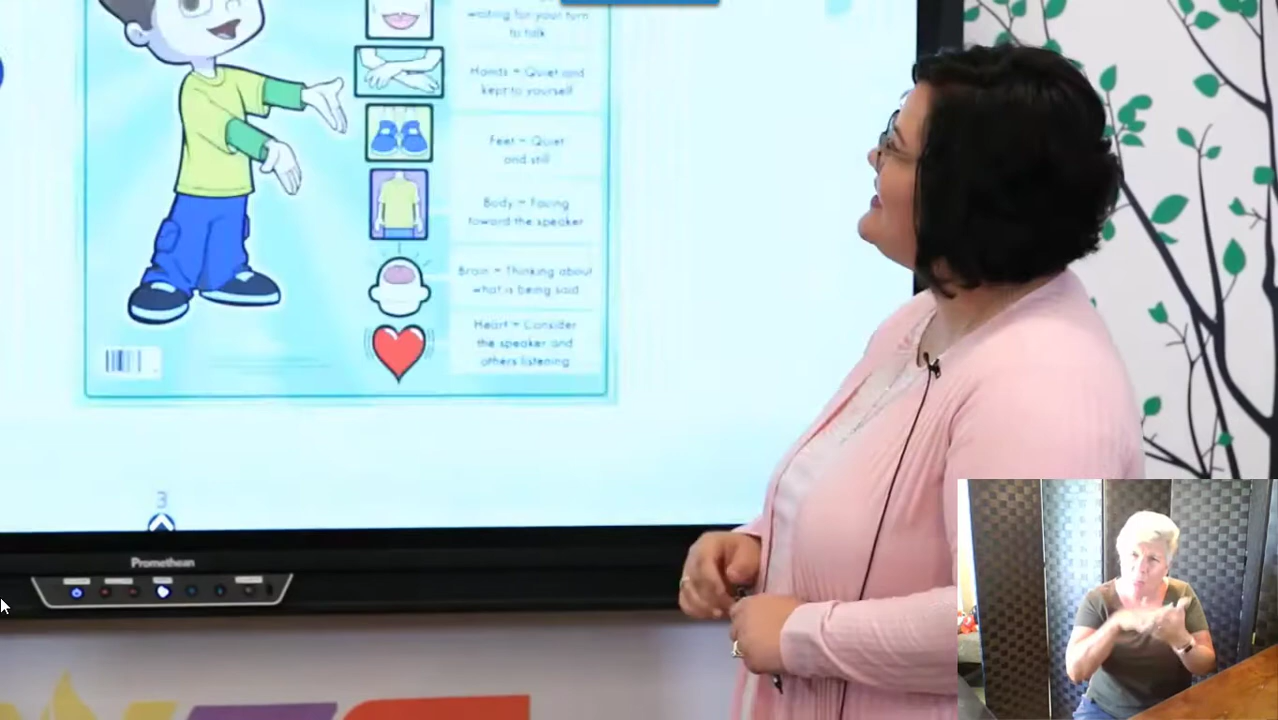 waiting for your turn
to talk
Hands = Quiet and
kept to yourself
Feet = Quiet
and still
Body = Facing
toward the speaker
Brain = Thinking about
what is being said
Heart = Consider
the speaker and
others listening
3
Promethean